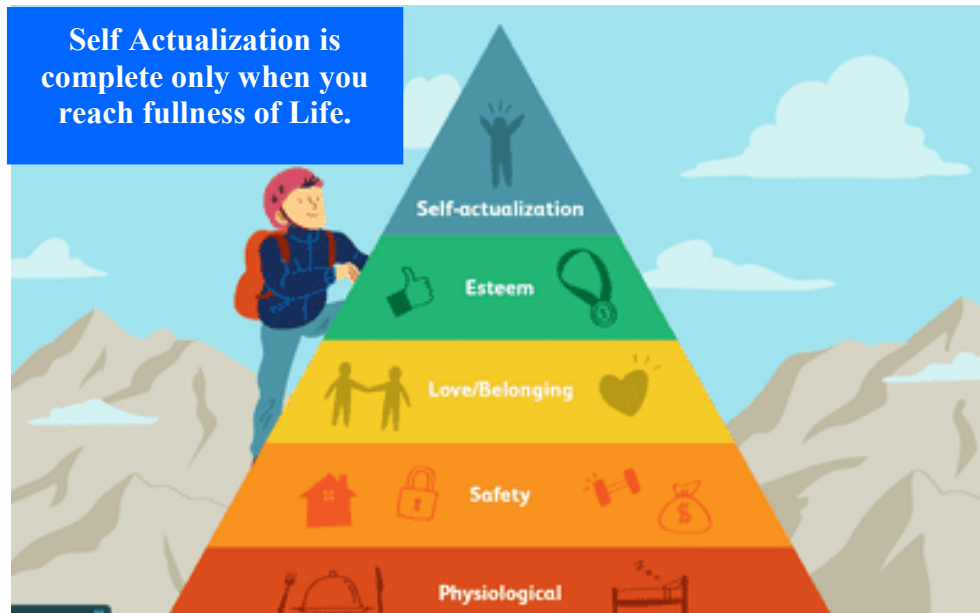 Self Actualization is
complete only when you
reach fullness of Life.
Self-actualization
Esteem
Love/Belonging
Safety
$
Physiological